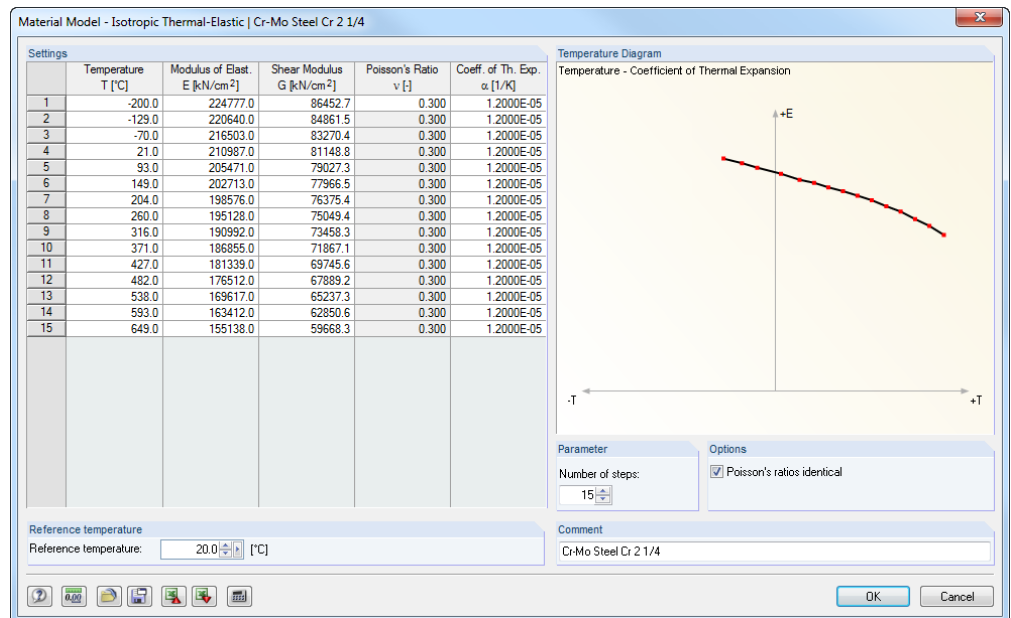 Material Model - Isotropic Thermal-Elastic | Cr-Mo Steel Cr 2 1/4
Settings
Temperature Modulus of Elast. Shear Modulus Poisson's Ratio Coeff. of Th. Exp.
T [°C] E [kN/cm²] G [kN/cm²] ν [-] α [1/K]
1 -200.0 224777.0 86452.7 0.300 1.2000E-05
2 -129.0 220640.0 84861.5 0.300 1.2000E-05
3 -70.0 216503.0 83270.4 0.300 1.2000E-05
4 21.0 210987.0 81148.8 0.300 1.2000E-05
5 93.0 205471.0 79027.3 0.300 1.2000E-05
6 149.0 202713.0 77966.5 0.300 1.2000E-05
7 204.0 198576.0 76375.4 0.300 1.2000E-05
8 260.0 195128.0 75049.4 0.300 1.2000E-05
9 316.0 190992.0 73458.3 0.300 1.2000E-05
10 371.0 186855.0 71867.1 0.300 1.2000E-05
11 427.0 181339.0 69745.6 0.300 1.2000E-05
12 482.0 176512.0 67889.2 0.300 1.2000E-05
13 538.0 169617.0 65237.3 0.300 1.2000E-05
14 593.0 163412.0 62850.6 0.300 1.2000E-05
15 649.0 155138.0 59668.3 0.300 1.2000E-05
Temperature Diagram
Temperature - Coefficient of Thermal Expansion
+E
-T +T
Parameter
Number of steps:
15
Options
Poisson's ratios identical
Reference temperature
Reference temperature: 20.0 [°C]
Comment
Cr-Mo Steel Cr 2 1/4
0.00
OK Cancel